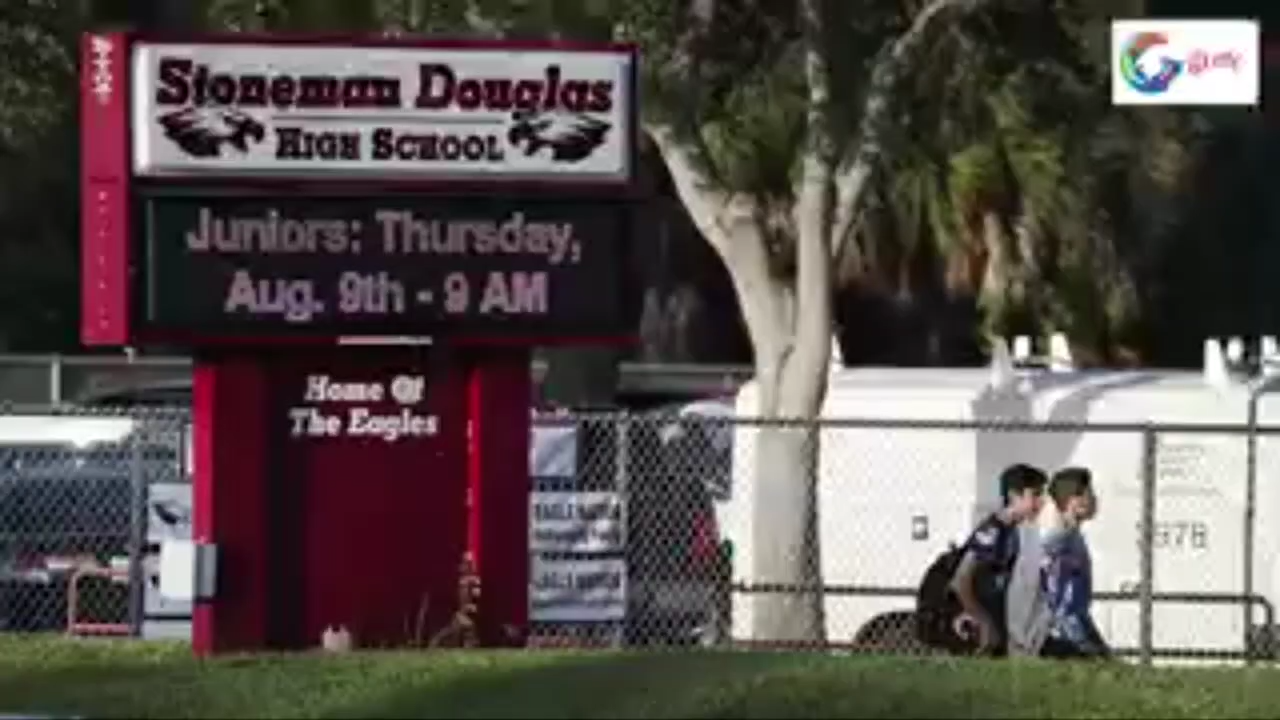 Stoneman Douglas
HIGH SCHOOL
Juniors: Thursday,
Aug. 9th - 9 AM
Home Of
The Eagles